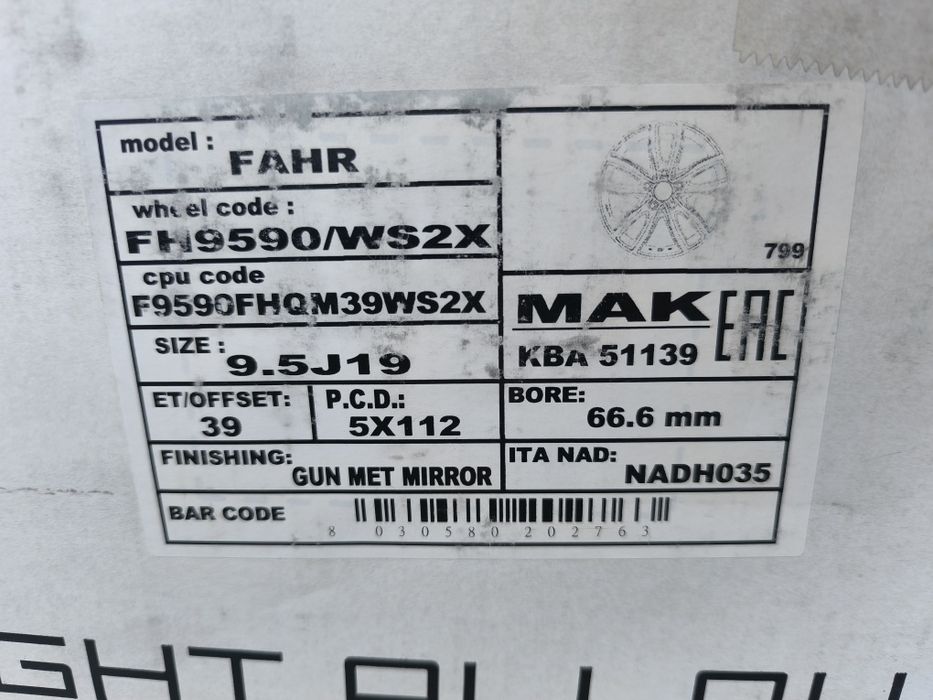 model :
FAHR
wheel code :
FH9590/WS2X
cpu code
F9590FHQM39WS2X
SIZE :
9.5J19
ET/OFFSET:
39
P.C.D.:
5X112
FINISHING:
GUN MET MIRROR
BAR CODE
8 030580 202763
799
MAK EAC
KBA 51139
BORE:
66.6 mm
ITA NAD:
NADH035